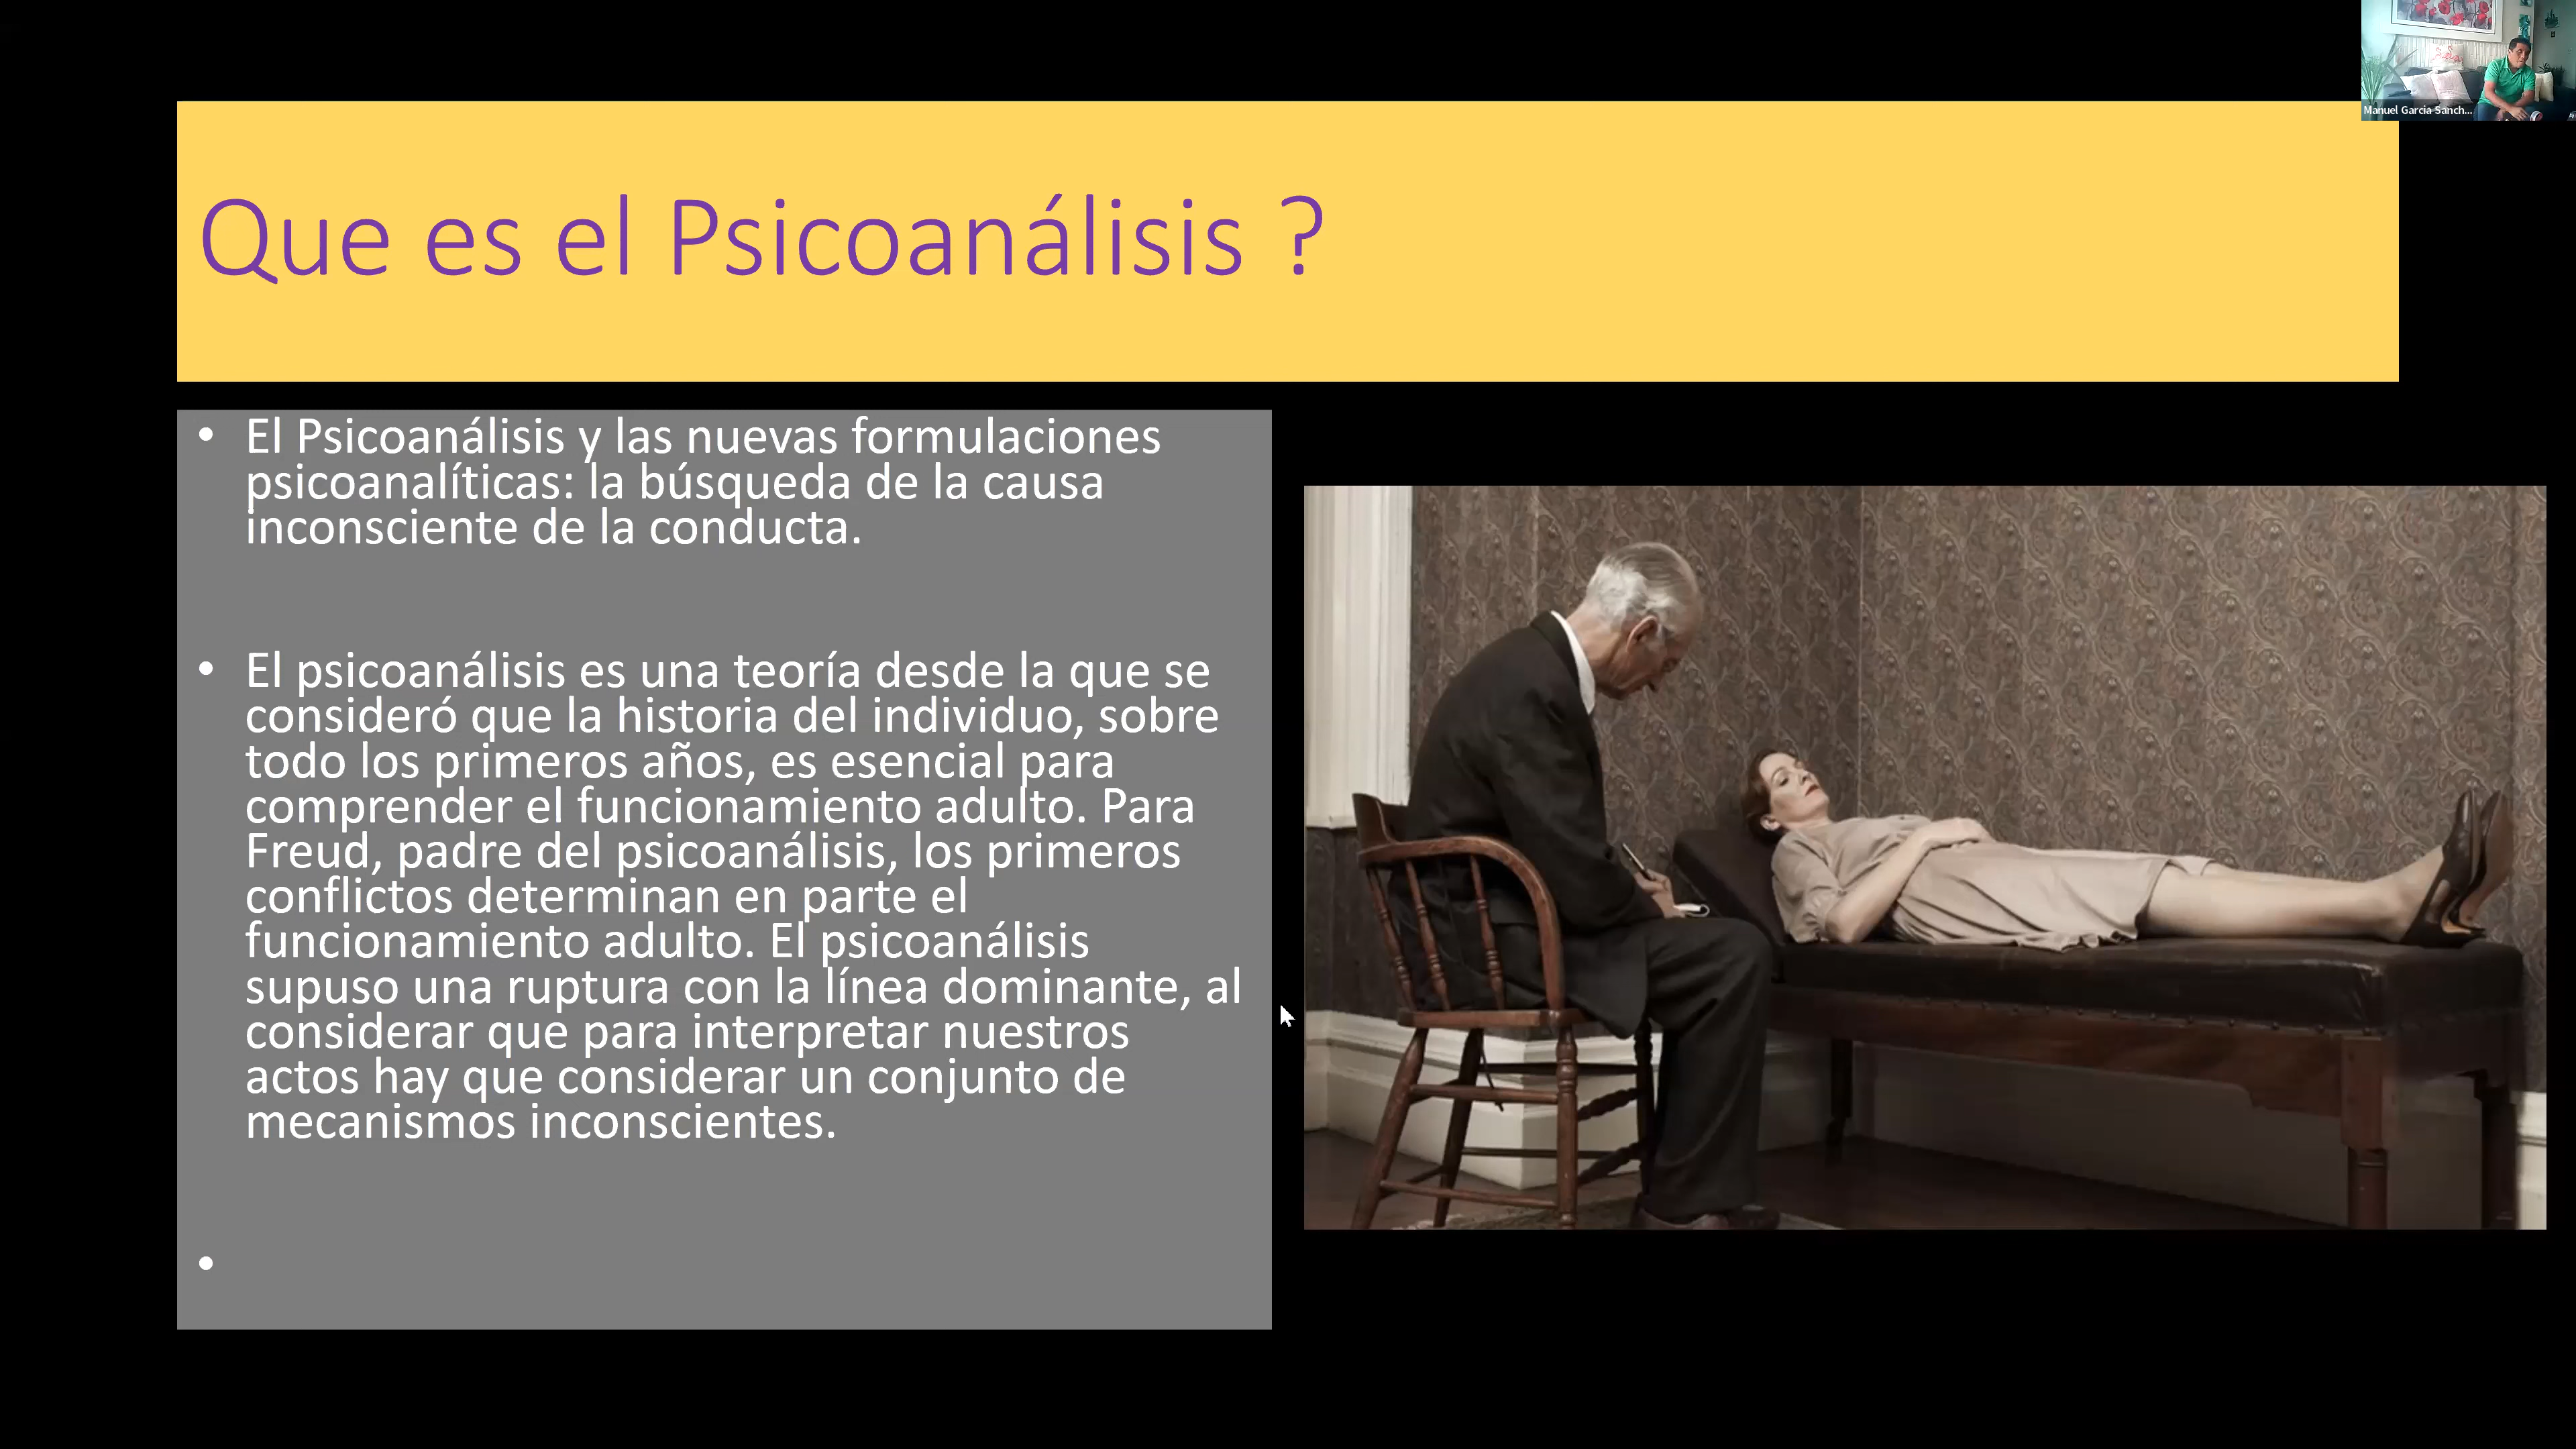 Manuel Garcia Sanch...
Que es el Psicoanálisis ?
• El Psicoanálisis y las nuevas formulaciones
psicoanalíticas: la búsqueda de la causa
inconsciente de la conducta.
• El psicoanálisis es una teoría desde la que se
consideró que la historia del individuo, sobre
todo los primeros años, es esencial para
comprender el funcionamiento adulto. Para
Freud, padre del psicoanálisis, los primeros
conflictos determinan en parte el
funcionamiento adulto. El psicoanálisis
supuso una ruptura con la línea dominante, al
considerar que para interpretar nuestros
actos hay que considerar un conjunto de
mecanismos inconscientes.
•